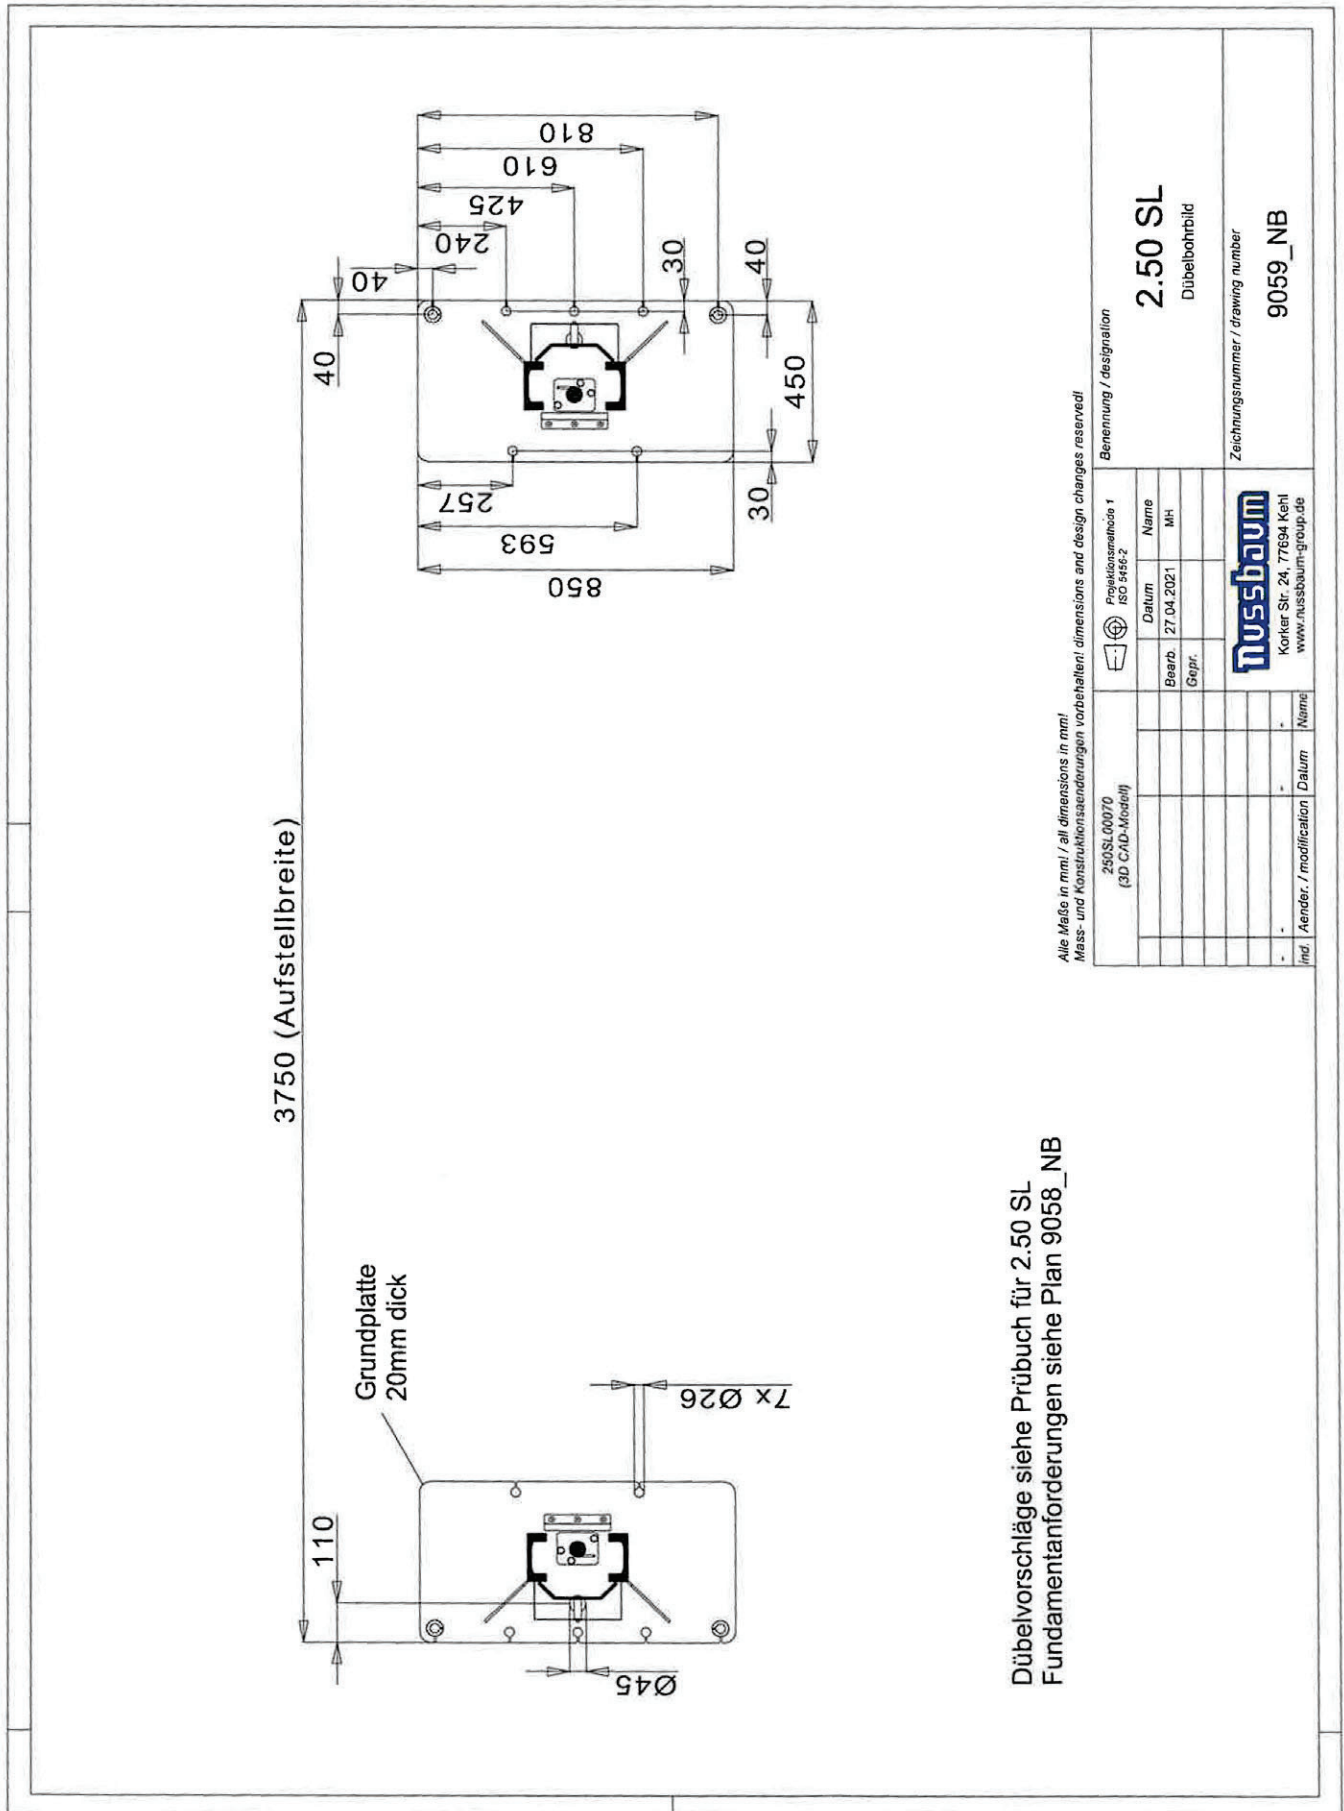 3750 (Aufstellbreite)
Grundplatte
20mm dick
110
Ø45
7x Ø26
40
40
240
425
610
810
30
40
450
257
593
850
30
Dübelvorschläge siehe Prübuch für 2.50 SL
Fundamentanforderungen siehe Plan 9058_NB
Alle Maße in mm! / all dimensions in mm!
Mass- und Konstruktionsaenderungen vorbehalten! dimensions and design changes reserved!
250SL00070
(3D CAD-Modell)
Projektionsmethode 1
ISO 5456-2
Datum Name
Bearb. 27.04.2021 MH
Gepr.
Benennung / designation
2.50 SL
Dübelbohrbild
nussbaum
Korker Str. 24, 77694 Kehl
www.nussbaum-group.de
Zeichnungsnummer / drawing number
9059_NB
- - - -
ind. Aender. / modification Datum Name